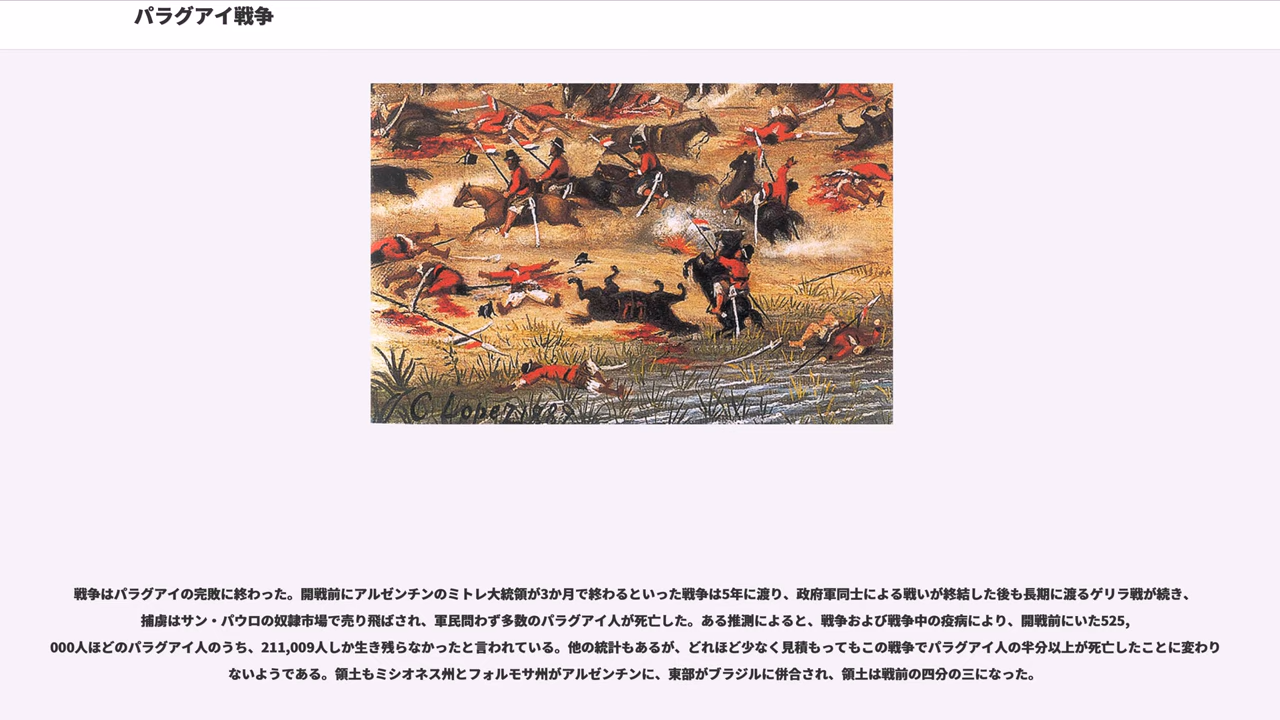 パラグアイ戦争
C Lopez
戦争はパラグアイの完敗に終わった。開戦前にアルゼンチンのミトレ大統領が3か月で終わるといった戦争は5年に渡り、政府軍同士による戦いが終結した後も長期に渡るゲリラ戦が続き、
捕虜はサン・パウロの奴隷市場で売り飛ばされ、軍民問わず多数のパラグアイ人が死亡した。ある推測によると、戦争および戦争中の疫病により、開戦前にいた525,
000人ほどのパラグアイ人のうち、211,009人しか生き残らなかったと言われている。他の統計もあるが、どれほど少なく見積もってもこの戦争でパラグアイ人の半分以上が死亡したことに変わり
ないようである。領土もミシオネス州とフォルモサ州がアルゼンチンに、東部がブラジルに併合され、領土は戦前の四分の三になった。